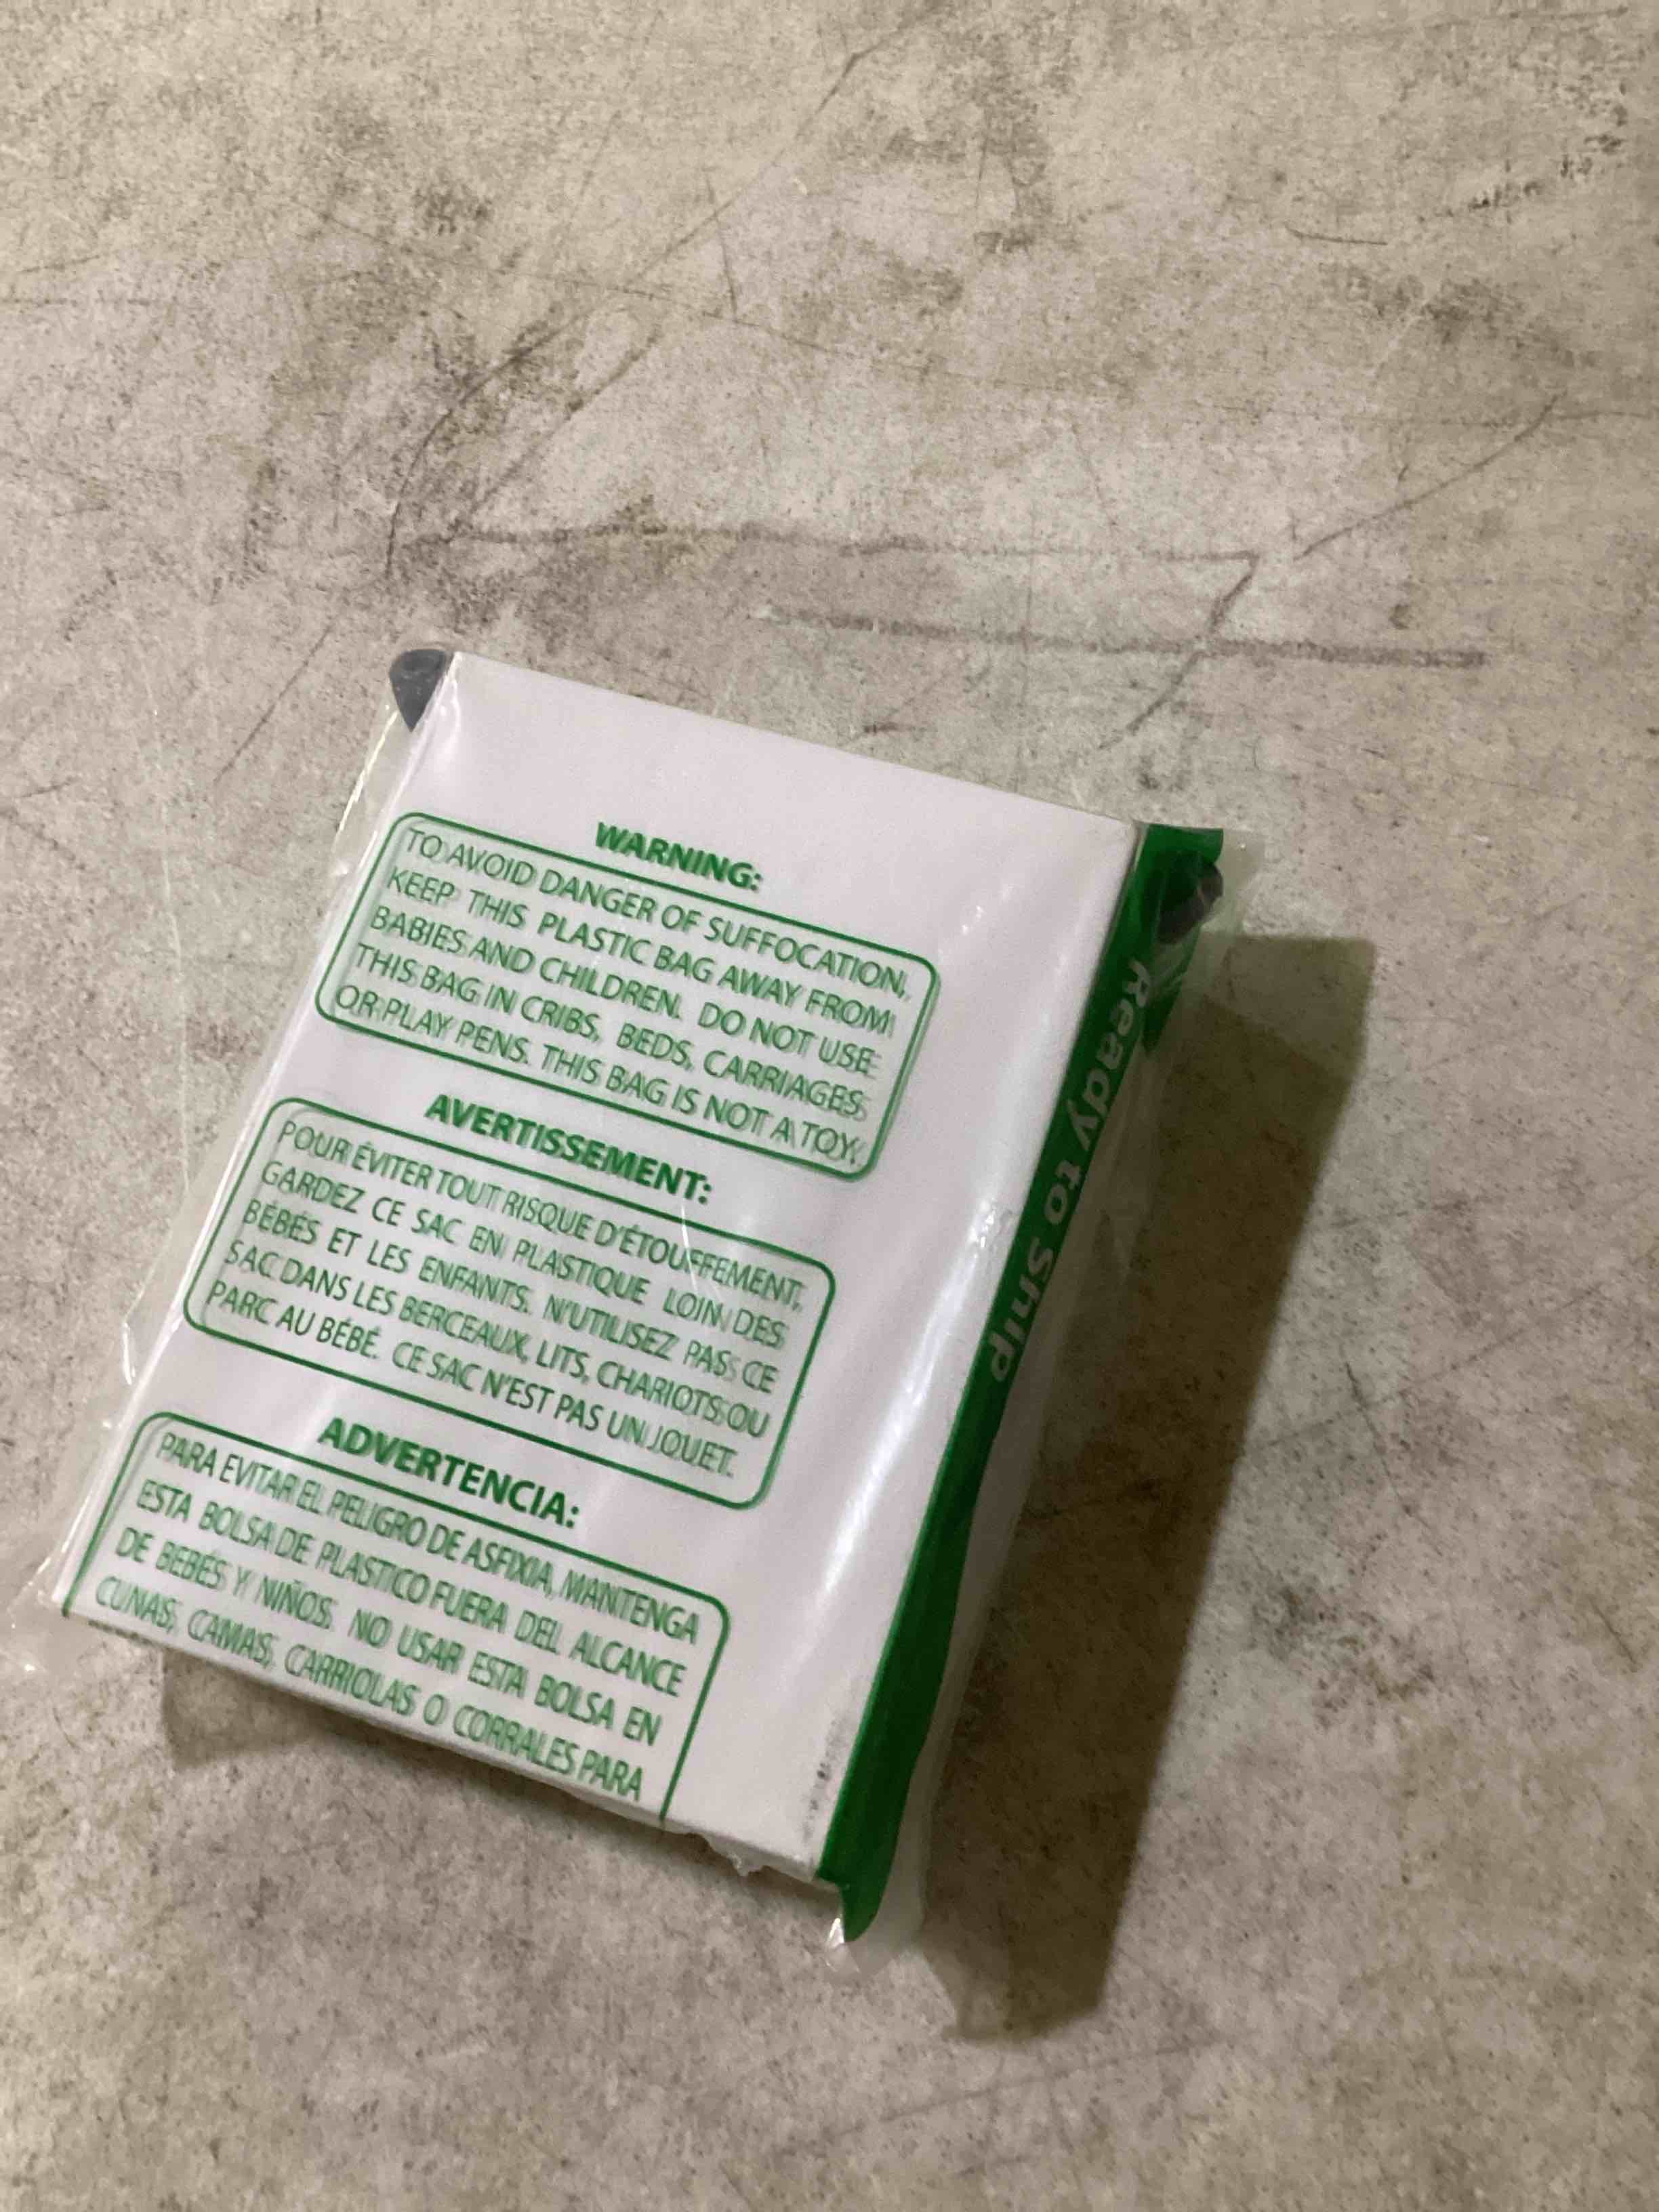 WARNING:
TO AVOID DANGER OF SUFFOCATION,
KEEP THIS PLASTIC BAG AWAY FROM
BABIES AND CHILDREN. DO NOT USE
THIS BAG IN CRIBS, BEDS, CARRIAGES
OR PLAY PENS. THIS BAG IS NOT A TOY.
AVERTISSEMENT:
POUR ÉVITER TOUT RISQUE D'ÉTOUFFEMENT,
GARDEZ CE SAC EN PLASTIQUE LOIN DES
BÉBÉS ET LES ENFANTS. N'UTILISEZ PAS CE
SAC DANS LES BERCEAUX, LITS, CHARIOTS OU
PARC AU BÉBÉ. CE SAC N'EST PAS UN JOUET.
ADVERTENCIA:
PARA EVITAR EL PELIGRO DE ASFIXIA, MANTENGA
ESTA BOLSA DE PLASTICO FUERA DEL ALCANCE
DE BEBÉS Y NIÑOS. NO USAR ESTA BOLSA EN
CUNAS, CAMAS, CARRIOLAS O CORRALES PARA
Ready to ship